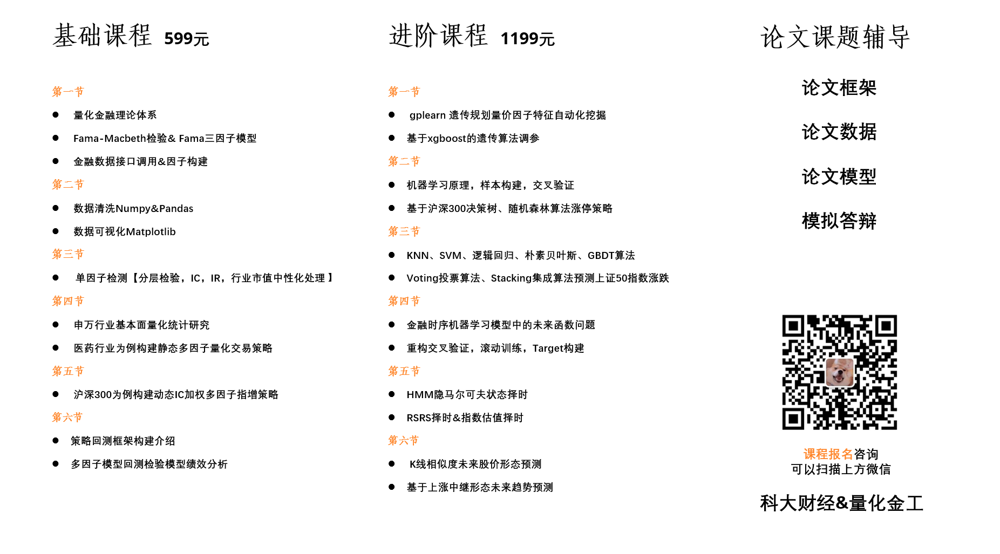 基础课程 599元
第一节
● 量化金融理论体系
● Fama-Macbeth检验& Fama三因子模型
● 金融数据接口调用&因子构建
第二节
● 数据清洗Numpy&Pandas
● 数据可视化Matplotlib
第三节
● 单因子检测【分层检验，IC，IR，行业市值中性化处理 】
第四节
● 申万行业基本面量化统计研究
● 医药行业为例构建静态多因子量化交易策略
第五节
● 沪深300为例构建动态IC加权多因子指增策略
第六节
● 策略回测框架构建介绍
● 多因子模型回测检验模型绩效分析
进阶课程 1199元
第一节
● gplearn 遗传规划量价因子特征自动化挖掘
● 基于xgboost的遗传算法调参
第二节
● 机器学习原理，样本构建，交叉验证
● 基于沪深300决策树、随机森林算法涨停策略
第三节
● KNN、SVM、逻辑回归、朴素贝叶斯、GBDT算法
● Voting投票算法、Stacking集成算法预测上证50指数涨跌
第四节
● 金融时序机器学习模型中的未来函数问题
● 重构交叉验证，滚动训练，Target构建
第五节
● HMM隐马尔可夫状态择时
● RSRS择时&指数估值择时
第六节
● K线相似度未来股价形态预测
● 基于上涨中继形态未来趋势预测
论文课题辅导
论文框架
论文数据
论文模型
模拟答辩
课程报名咨询
可以扫描上方微信
科大财经&量化金工